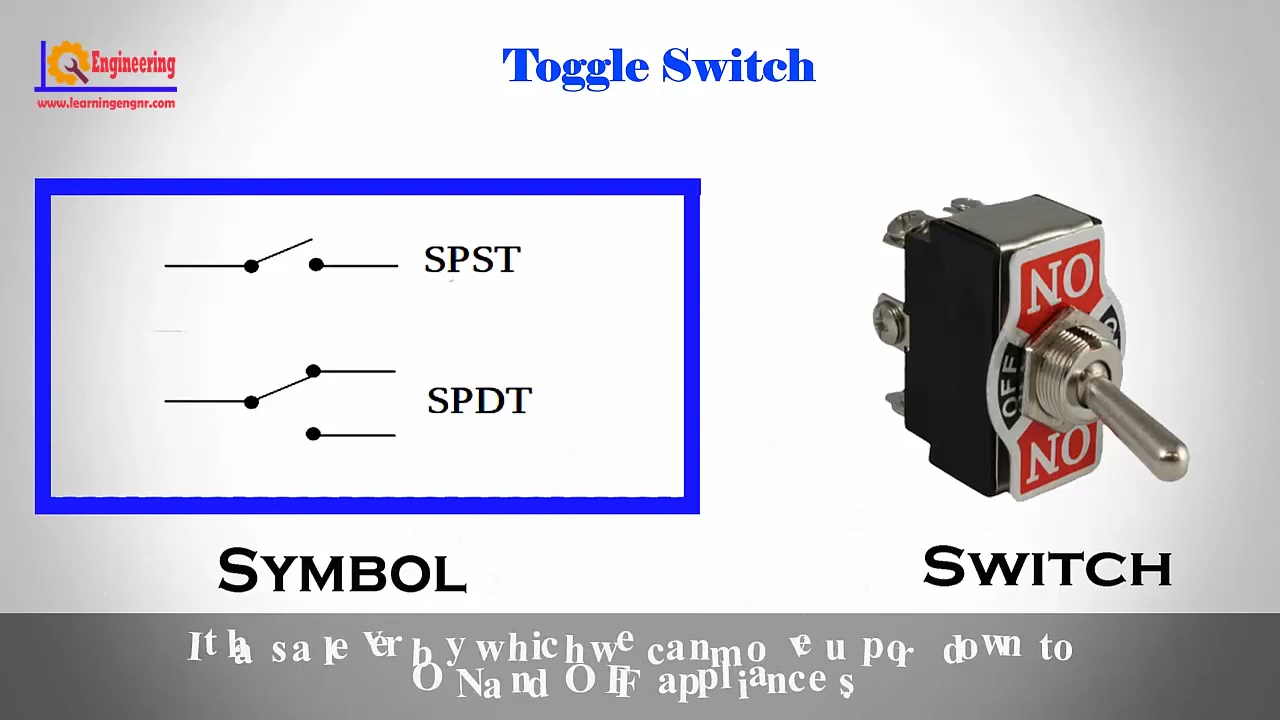 Engineering
www.learningengnr.com
Toggle Switch
SPST
SPDT
NO
OFF
NO
SYMBOL
SWITCH
It has a lever by which we can move up or down to
ON and OFF appliances.